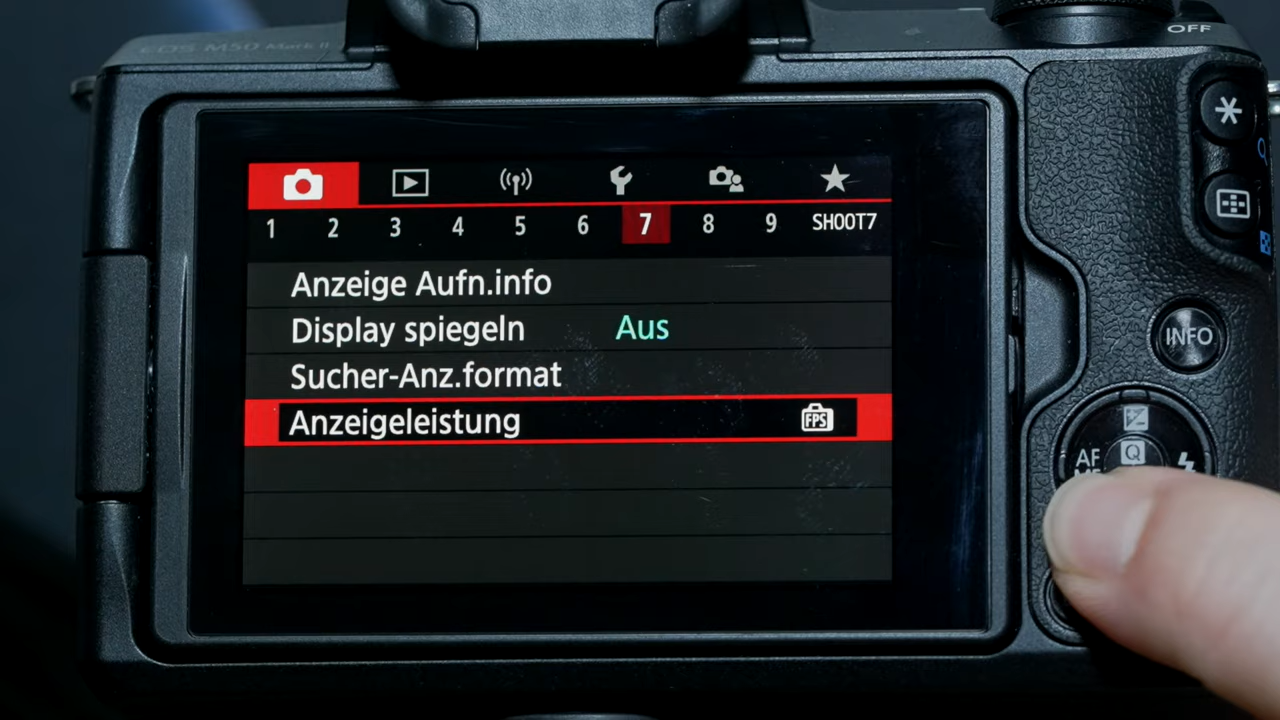 EOS M50 Mark II
OFF
1 2 3 4 5 6 7 8 9 SHOOT7
Anzeige Aufn.info
Display spiegeln Aus
Sucher-Anz.format
Anzeigeleistung FPS
INFO
Q
AF